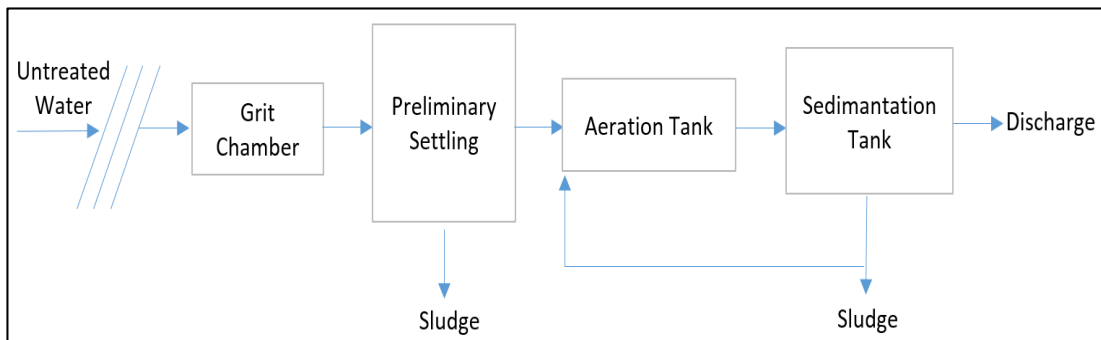 Untreated
Water
Grit
Chamber
Preliminary
Settling
Aeration Tank
Sedimantation
Tank
Discharge
Sludge
Sludge